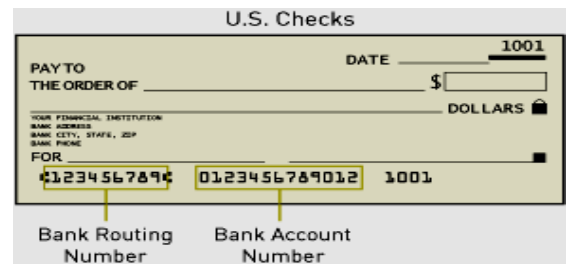 U.S. Checks
1001
DATE
PAY TO
THE ORDER OF $
DOLLARS
YOUR FINANCIAL INSTITUTION
BANK ADDRESS
BANK CITY, STATE, ZIP
BANK PHONE
FOR
⑆123456789⑆ 0123456789012 1001
Bank Routing Number
Bank Account Number